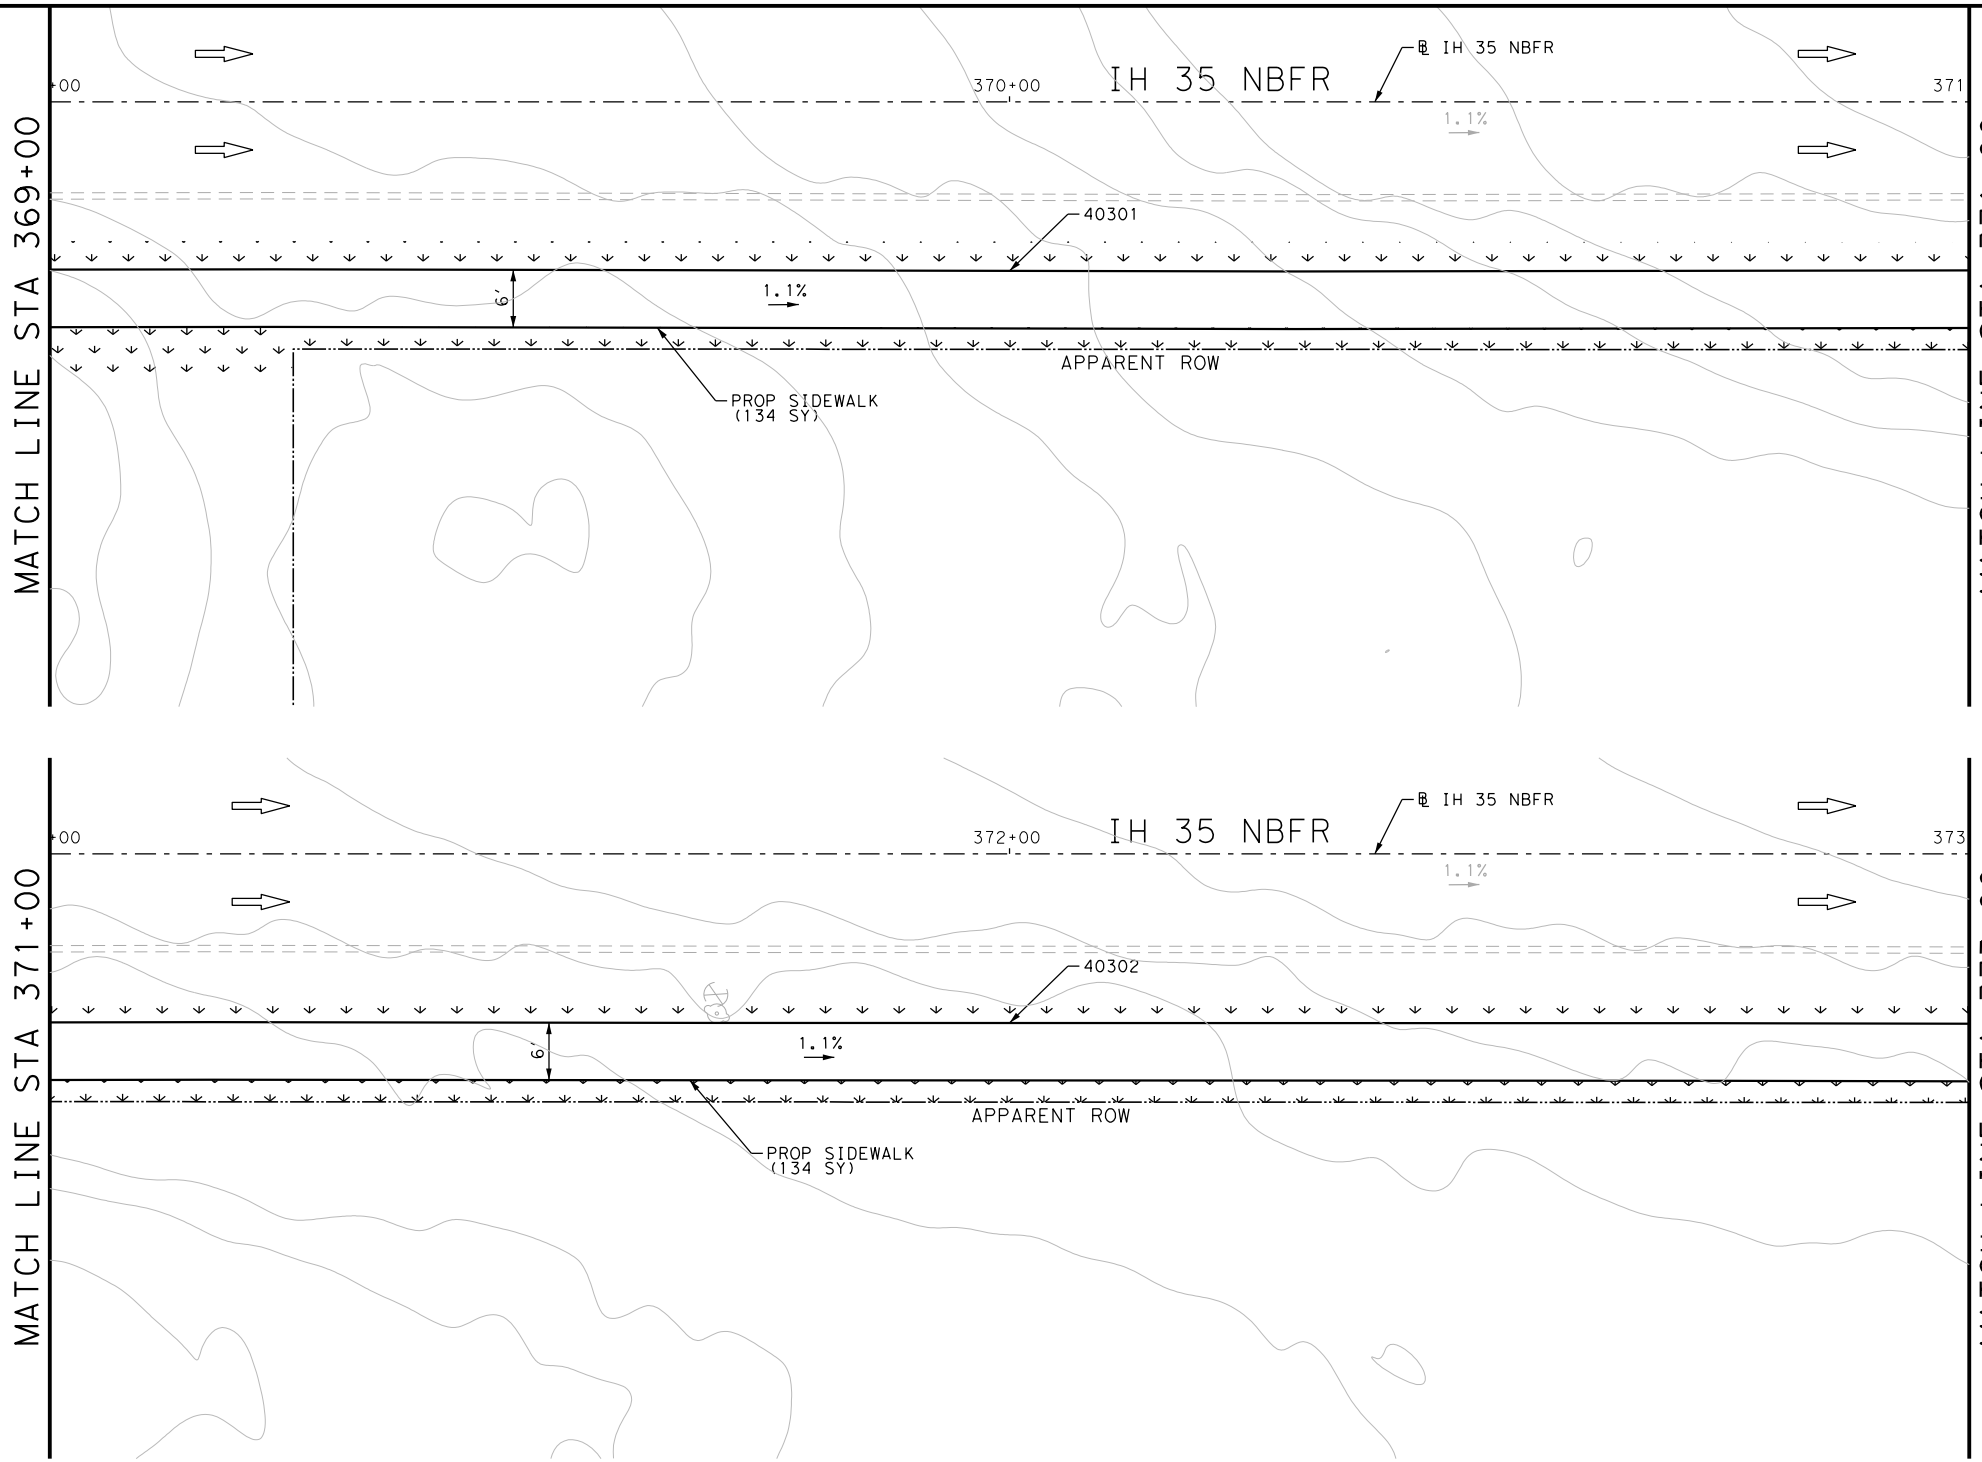 ℄ IH 35 NBFR
+00
370+00
IH 35 NBFR
371
1.1%
MATCH LINE STA 369+00
40301
6'
1.1%
APPARENT ROW
PROP SIDEWALK
(134 SY)
℄ IH 35 NBFR
+00
372+00
IH 35 NBFR
373
1.1%
MATCH LINE STA 371+00
40302
6'
1.1%
APPARENT ROW
PROP SIDEWALK
(134 SY)